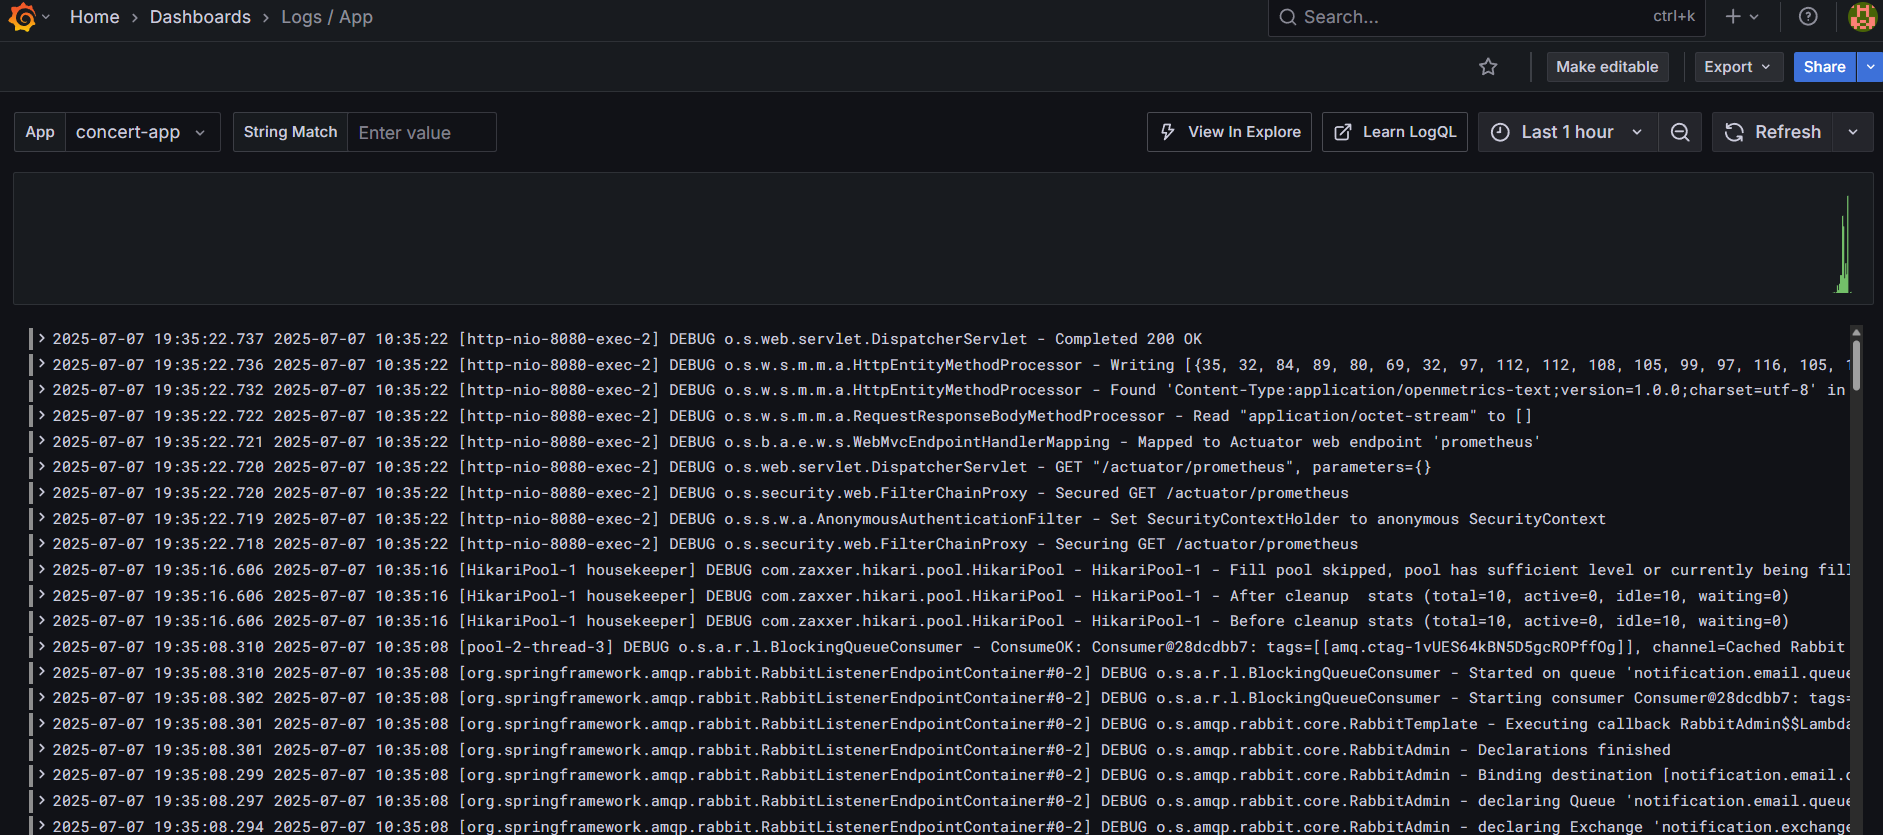 Home > Dashboards > Logs / App
Search... ctrl+k
Make editable Export Share
App concert-app String Match Enter value View In Explore Learn LogQL Last 1 hour Refresh
2025-07-07 19:35:22.737 2025-07-07 10:35:22 [http-nio-8080-exec-2] DEBUG o.s.web.servlet.DispatcherServlet - Completed 200 OK
2025-07-07 19:35:22.736 2025-07-07 10:35:22 [http-nio-8080-exec-2] DEBUG o.s.w.s.m.m.a.HttpEntityMethodProcessor - Writing [{35, 32, 84, 89, 80, 69, 32, 97, 112, 112, 108, 105, 99, 97, 116, 105,
2025-07-07 19:35:22.732 2025-07-07 10:35:22 [http-nio-8080-exec-2] DEBUG o.s.w.s.m.m.a.HttpEntityMethodProcessor - Found 'Content-Type:application/openmetrics-text;version=1.0.0;charset=utf-8' in
2025-07-07 19:35:22.722 2025-07-07 10:35:22 [http-nio-8080-exec-2] DEBUG o.s.w.s.m.m.a.RequestResponseBodyMethodProcessor - Read "application/octet-stream" to []
2025-07-07 19:35:22.721 2025-07-07 10:35:22 [http-nio-8080-exec-2] DEBUG o.s.b.a.e.w.s.WebMvcEndpointHandlerMapping - Mapped to Actuator web endpoint 'prometheus'
2025-07-07 19:35:22.720 2025-07-07 10:35:22 [http-nio-8080-exec-2] DEBUG o.s.web.servlet.DispatcherServlet - GET "/actuator/prometheus", parameters={}
2025-07-07 19:35:22.720 2025-07-07 10:35:22 [http-nio-8080-exec-2] DEBUG o.s.security.web.FilterChainProxy - Secured GET /actuator/prometheus
2025-07-07 19:35:22.719 2025-07-07 10:35:22 [http-nio-8080-exec-2] DEBUG o.s.s.w.a.AnonymousAuthenticationFilter - Set SecurityContextHolder to anonymous SecurityContext
2025-07-07 19:35:22.718 2025-07-07 10:35:22 [http-nio-8080-exec-2] DEBUG o.s.security.web.FilterChainProxy - Securing GET /actuator/prometheus
2025-07-07 19:35:16.606 2025-07-07 10:35:16 [HikariPool-1 housekeeper] DEBUG com.zaxxer.hikari.pool.HikariPool - HikariPool-1 - Fill pool skipped, pool has sufficient level or currently being fil
2025-07-07 19:35:16.606 2025-07-07 10:35:16 [HikariPool-1 housekeeper] DEBUG com.zaxxer.hikari.pool.HikariPool - HikariPool-1 - After cleanup  stats (total=10, active=0, idle=10, waiting=0)
2025-07-07 19:35:16.606 2025-07-07 10:35:16 [HikariPool-1 housekeeper] DEBUG com.zaxxer.hikari.pool.HikariPool - HikariPool-1 - Before cleanup stats (total=10, active=0, idle=10, waiting=0)
2025-07-07 19:35:08.310 2025-07-07 10:35:08 [pool-2-thread-3] DEBUG o.s.a.r.l.BlockingQueueConsumer - ConsumeOK: Consumer@28dcdbb7: tags=[[amq.ctag-1vUES64kBN5D5gcROPffOg]], channel=Cached Rabbit
2025-07-07 19:35:08.310 2025-07-07 10:35:08 [org.springframework.amqp.rabbit.RabbitListenerEndpointContainer#0-2] DEBUG o.s.a.r.l.BlockingQueueConsumer - Started on queue 'notification.email.queue
2025-07-07 19:35:08.302 2025-07-07 10:35:08 [org.springframework.amqp.rabbit.RabbitListenerEndpointContainer#0-2] DEBUG o.s.a.r.l.BlockingQueueConsumer - Starting consumer Consumer@28dcdbb7: tags=
2025-07-07 19:35:08.301 2025-07-07 10:35:08 [org.springframework.amqp.rabbit.RabbitListenerEndpointContainer#0-2] DEBUG o.s.amqp.rabbit.core.RabbitTemplate - Executing callback RabbitAdmin$$Lambda
2025-07-07 19:35:08.301 2025-07-07 10:35:08 [org.springframework.amqp.rabbit.RabbitListenerEndpointContainer#0-2] DEBUG o.s.amqp.rabbit.core.RabbitAdmin - Declarations finished
2025-07-07 19:35:08.299 2025-07-07 10:35:08 [org.springframework.amqp.rabbit.RabbitListenerEndpointContainer#0-2] DEBUG o.s.amqp.rabbit.core.RabbitAdmin - Binding destination [notification.email.
2025-07-07 19:35:08.297 2025-07-07 10:35:08 [org.springframework.amqp.rabbit.RabbitListenerEndpointContainer#0-2] DEBUG o.s.amqp.rabbit.core.RabbitAdmin - declaring Queue 'notification.email.queue
2025-07-07 19:35:08.294 2025-07-07 10:35:08 [org.springframework.amqp.rabbit.RabbitListenerEndpointContainer#0-2] DEBUG o.s.amqp.rabbit.core.RabbitAdmin - declaring Exchange 'notification.exchange